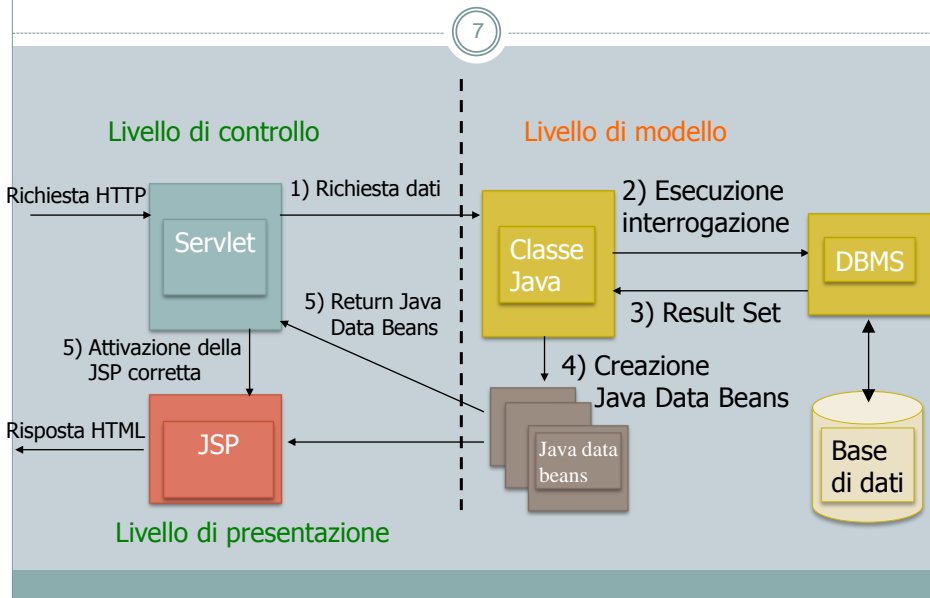 7
Livello di controllo
Livello di modello
Richiesta HTTP
1) Richiesta dati
2) Esecuzione
interrogazione
Servlet
Classe
Java
DBMS
5) Return Java
Data Beans
3) Result Set
5) Attivazione della
JSP corretta
4) Creazione
Java Data Beans
Risposta HTML
JSP
Java data
beans
Base
di dati
Livello di presentazione